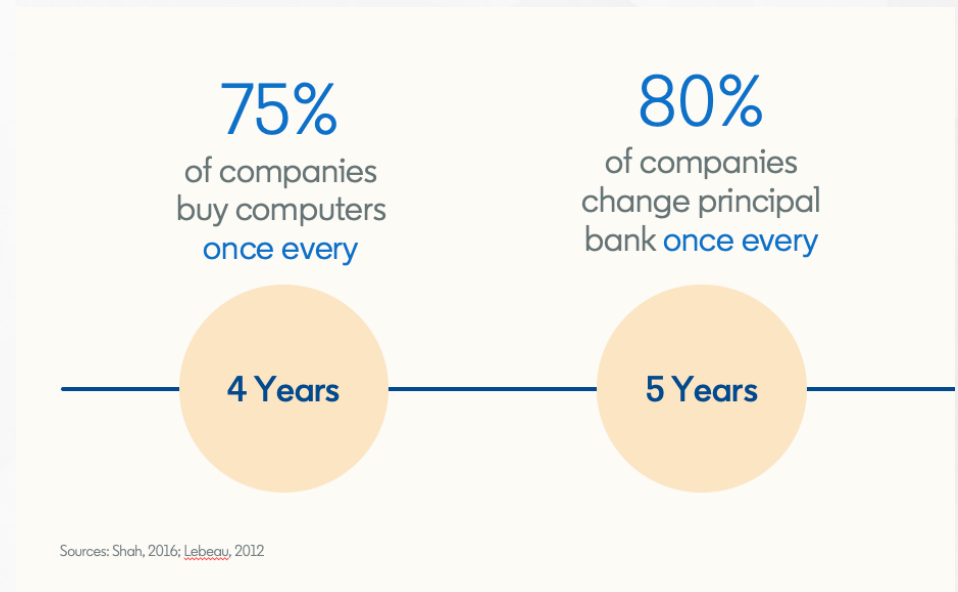 75%
of companies
buy computers
once every
4 Years
80%
of companies
change principal
bank once every
5 Years
Sources: Shah, 2016; Lebeau, 2012